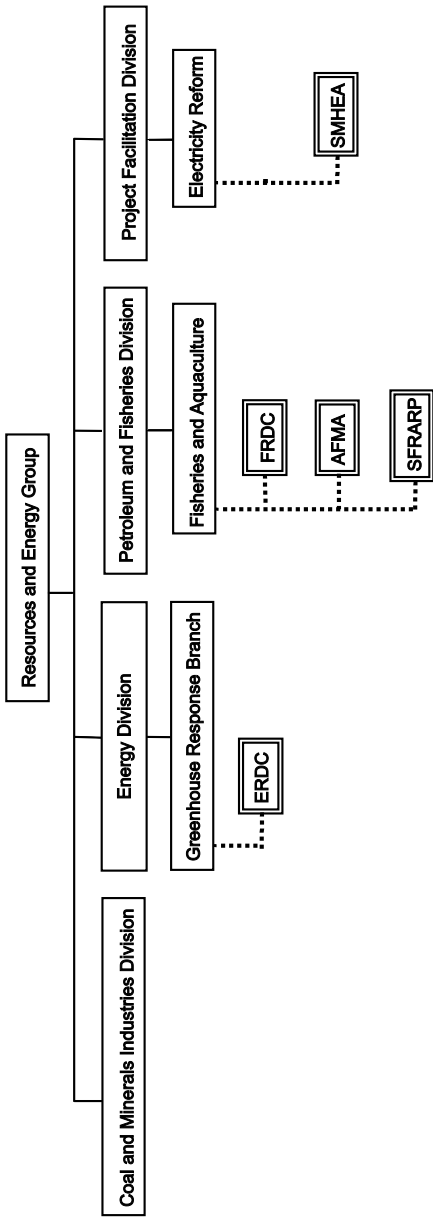 Resources and Energy Group
Coal and Minerals Industries Division
Energy Division
Petroleum and Fisheries Division
Project Facilitation Division
Greenhouse Response Branch
Fisheries and Aquaculture
Electricity Reform
ERDC
FRDC
AFMA
SMHEA
SFRARP